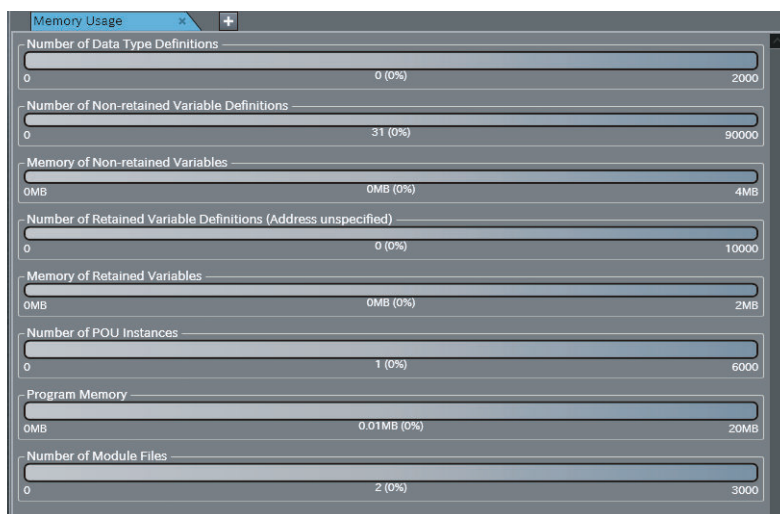 Memory Usage × +
Number of Data Type Definitions
0 0 (0%) 2000
Number of Non-retained Variable Definitions
0 31 (0%) 90000
Memory of Non-retained Variables
0MB 0MB (0%) 4MB
Number of Retained Variable Definitions (Address unspecified)
0 0 (0%) 10000
Memory of Retained Variables
0MB 0MB (0%) 2MB
Number of POU Instances
0 1 (0%) 6000
Program Memory
0MB 0.01MB (0%) 20MB
Number of Module Files
0 2 (0%) 3000